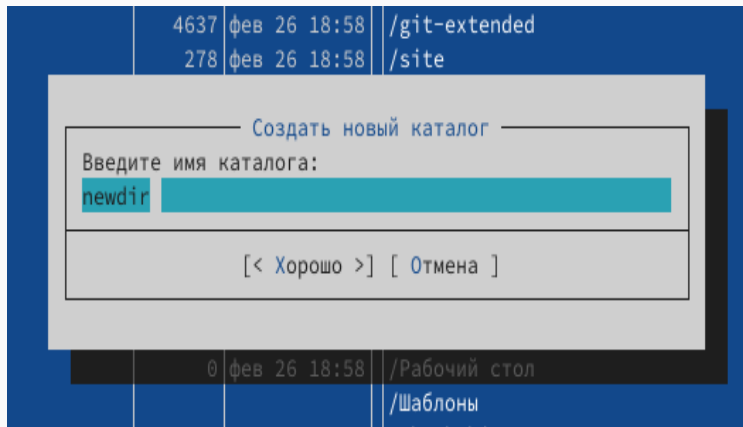 4637 фев 26 18:58 /git-extended
278 фев 26 18:58 /site
Создать новый каталог
Введите имя каталога:
newdir
[< Хорошо >] [ Отмена ]
0 фев 26 18:58 /Рабочий стол
/Шаблоны